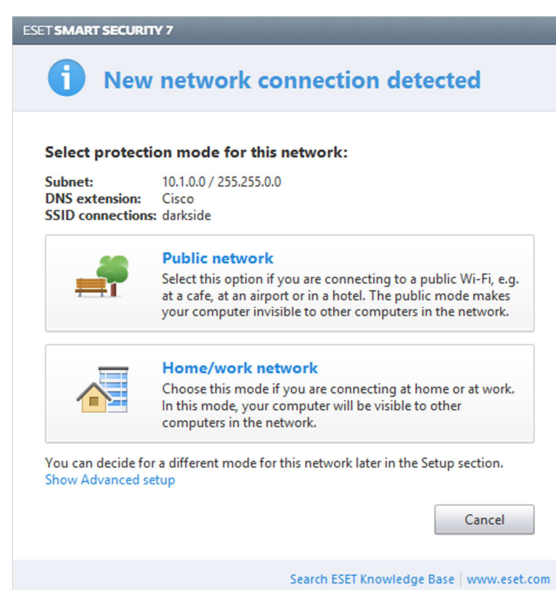 ESET SMART SECURITY 7
New network connection detected
Select protection mode for this network:
Subnet: 10.1.0.0 / 255.255.0.0
DNS extension: Cisco
SSID connections: darkside
Public network
Select this option if you are connecting to a public Wi-Fi, e.g.
at a cafe, at an airport or in a hotel. The public mode makes
your computer invisible to other computers in the network.
Home/work network
Choose this mode if you are connecting at home or at work.
In this mode, your computer will be visible to other
computers in the network.
You can decide for a different mode for this network later in the Setup section.
Show Advanced setup
Cancel
Search ESET Knowledge Base | www.eset.com